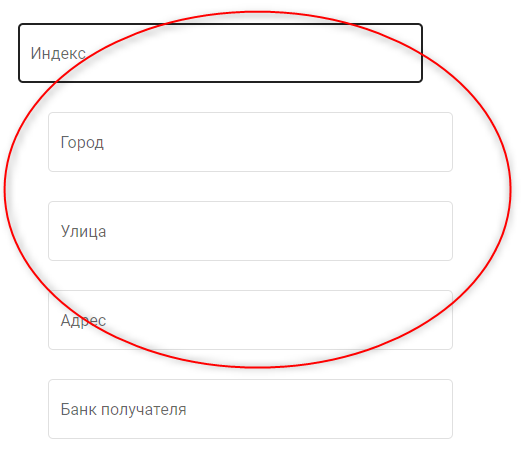 Индекс
Город
Улица
Адрес
Банк получателя